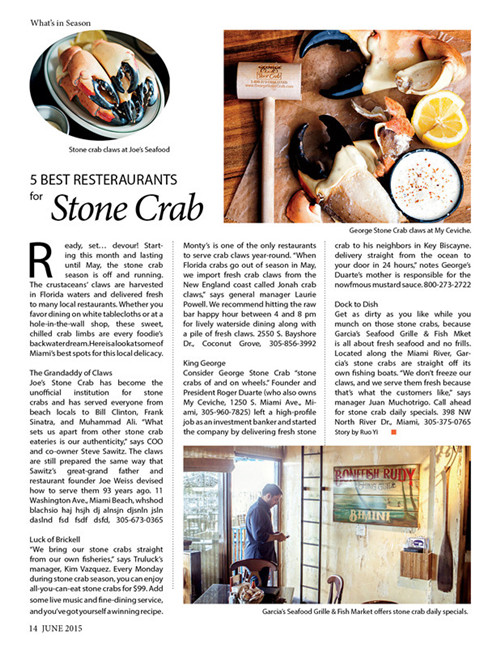 What's in Season
Stone crab claws at Joe's Seafood
George Stone Crab claws at My Ceviche.
5 BEST RESTERAURANTS
for Stone Crab
Ready, set… devour! Start-
ing this month and lasting
until May, the stone crab
season is off and running.
The crustaceans' claws are harvested
in Florida waters and delivered fresh
to many local restaurants. Whether you
favor dining on white tablecloths or at a
hole-in-the-wall shop, these sweet,
chilled crab limbs are every foodie's
backwater dream. Here is a look at some of
Miami's best spots for this local delicacy.
The Grandaddy of Claws
Joe's Stone Crab has become the
unofficial institution for stone
crabs and has served everyone from
beach locals to Bill Clinton, Frank
Sinatra, and Muhammad Ali. "What
sets us apart from other stone crab
eateries is our authenticity," says COO
and co-owner Steve Sawitz. The claws
are still prepared the same way that
Sawitz's great-grand father and
restaurant founder Joe Weiss devised
how to serve them 93 years ago. 11
Washington Ave., Miami Beach, whshod
blachsio haj hsjh dj alnsjn djsnln jsln
daslnd fsd fsdf dsfd, 305-673-0365
Luck of Brickell
"We bring our stone crabs straight
from our own fisheries," says Truluck's
manager, Kim Vazquez. Every Monday
during stone crab season, you can enjoy
all-you-can-eat stone crabs for $99. Add
some live music and fine-dining service,
and you've got yourself a winning recipe.
Monty's is one of the only restaurants
to serve crab claws year-round. "When
Florida crabs go out of season in May,
we import fresh crab claws from the
New England coast called Jonah crab
claws," says general manager Laurie
Powell. We recommend hitting the raw
bar happy hour between 4 and 8 pm
for lively waterside dining along with
a pile of fresh claws. 2550 S. Bayshore
Dr., Coconut Grove, 305-856-3992
King George
Consider George Stone Crab "stone
crabs of and on wheels." Founder and
President Roger Duarte (who also owns
My Ceviche, 1250 S. Miami Ave., Mi-
ami, 305-960-7825) left a high-profile
job as an investment banker and started
the company by delivering fresh stone
crab to his neighbors in Key Biscayne.
delivery straight from the ocean to
your door in 24 hours," notes George's
Duarte's mother is responsible for the
nowfmous mustard sauce. 800-273-2722
Dock to Dish
Get as dirty as you like while you
munch on those stone crabs, because
Garcia's Seafood Grille & Fish Mket
is all about fresh seafood and no frills.
Located along the Miami River, Gar-
cia's stone crabs are straight off its
own fishing boats. "We don't freeze our
claws, and we serve them fresh because
that's what the customers like," says
manager Juan Muchotrigo. Call ahead
for stone crab daily specials. 398 NW
North River Dr., Miami, 305-375-0765
Story by Ruo Yi
BONEFISH RUDY
BIMINI
Garcia's Seafood Grille & Fish Market offers stone crab daily specials.
14 JUNE 2015